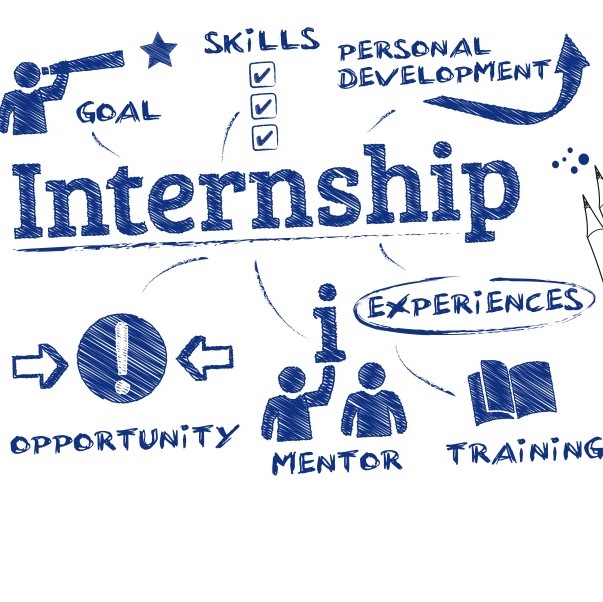 SKiLLS
PERSONAL
DEVELOPMENT
GOAL
Internship
i
EXPERiENCES
!
OPPORTUNiTY
MENTOR
TRAiNiNG